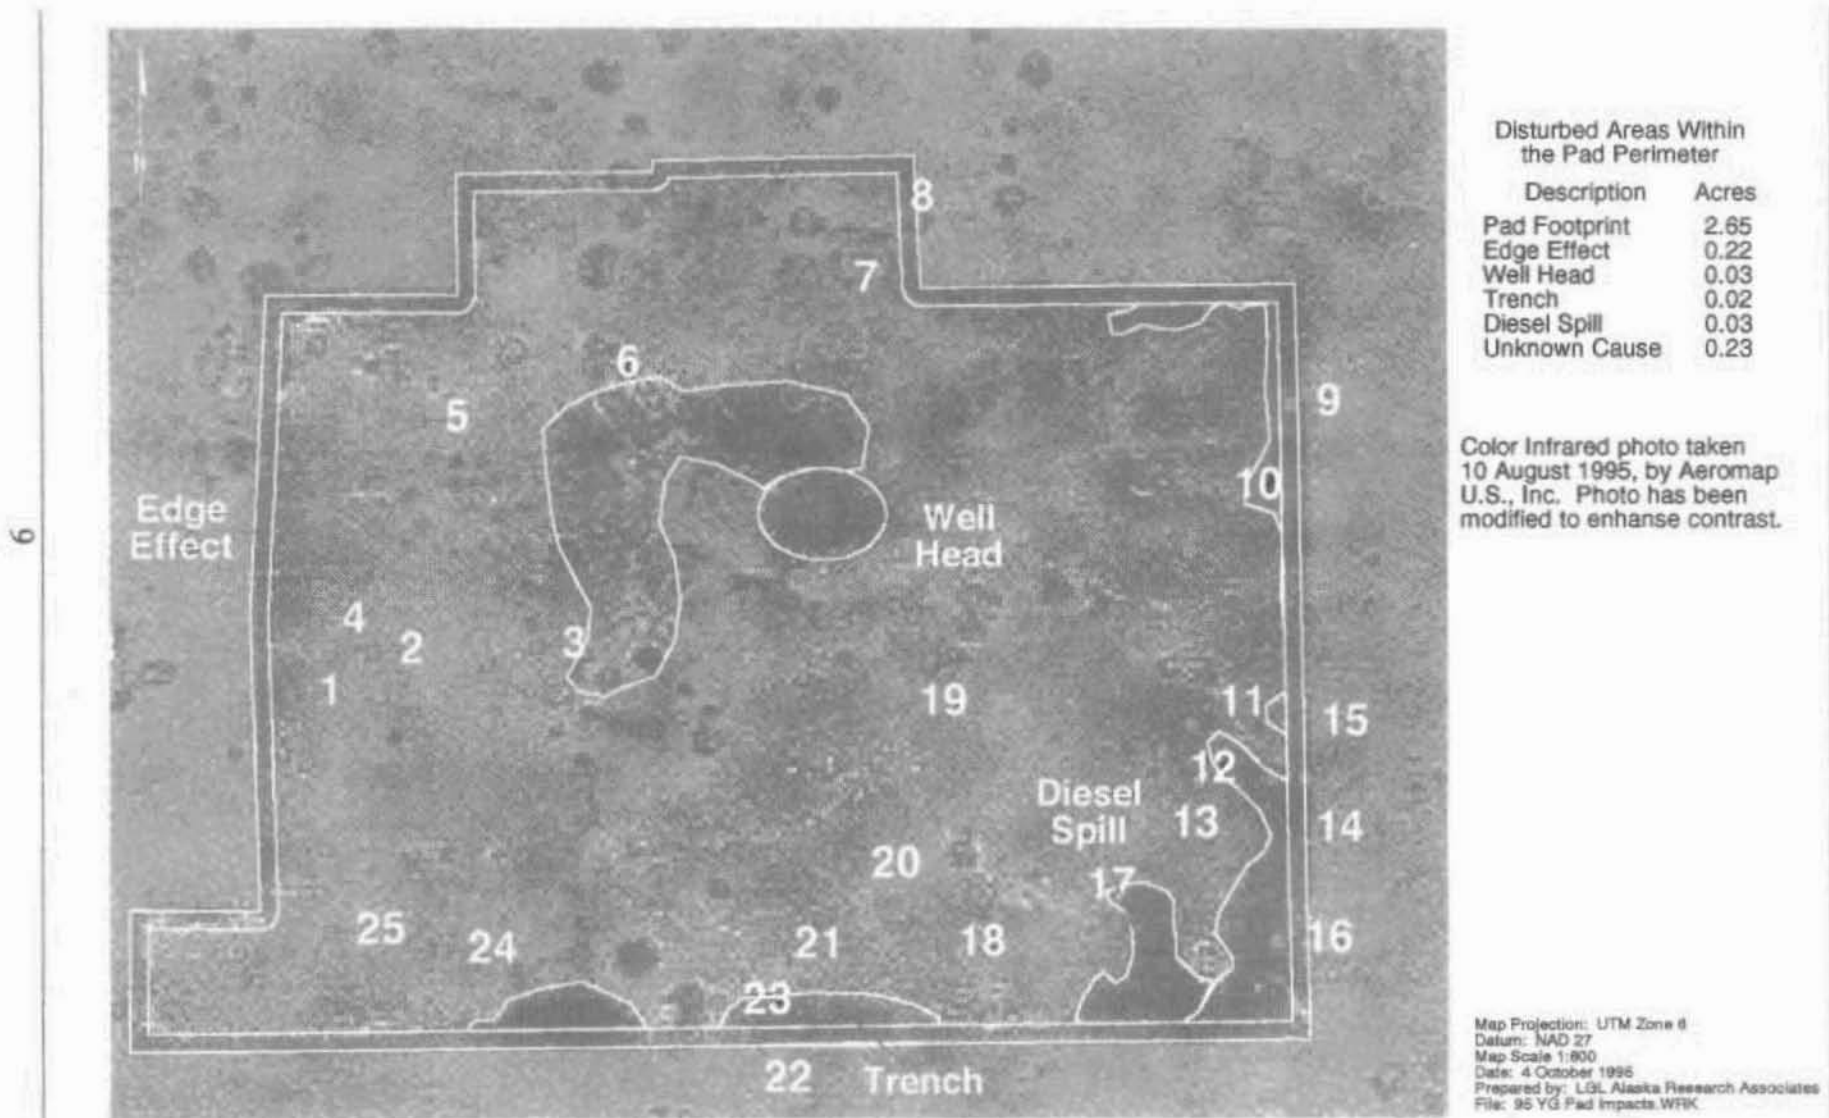 Disturbed Areas Within
the Pad Perimeter
Description Acres
Pad Footprint 2.65
Edge Effect 0.22
Well Head 0.03
Trench 0.02
Diesel Spill 0.03
Unknown Cause 0.23
Color Infrared photo taken
10 August 1995, by Aeromap
U.S., Inc. Photo has been
modified to enhanse contrast.
8
7
6
5
9
10
Edge
Effect
Well
Head
4
2
3
1
19
11
15
12
Diesel
Spill
13
14
20
17
25
24
21
18
16
23
22 Trench
Map Projection: UTM Zone 6
Datum: NAD 27
Map Scale 1:600
Date: 4 October 1995
Prepared by: LGL Alaska Research Associates
File: 95 YG Pad Impacts.WRK
6